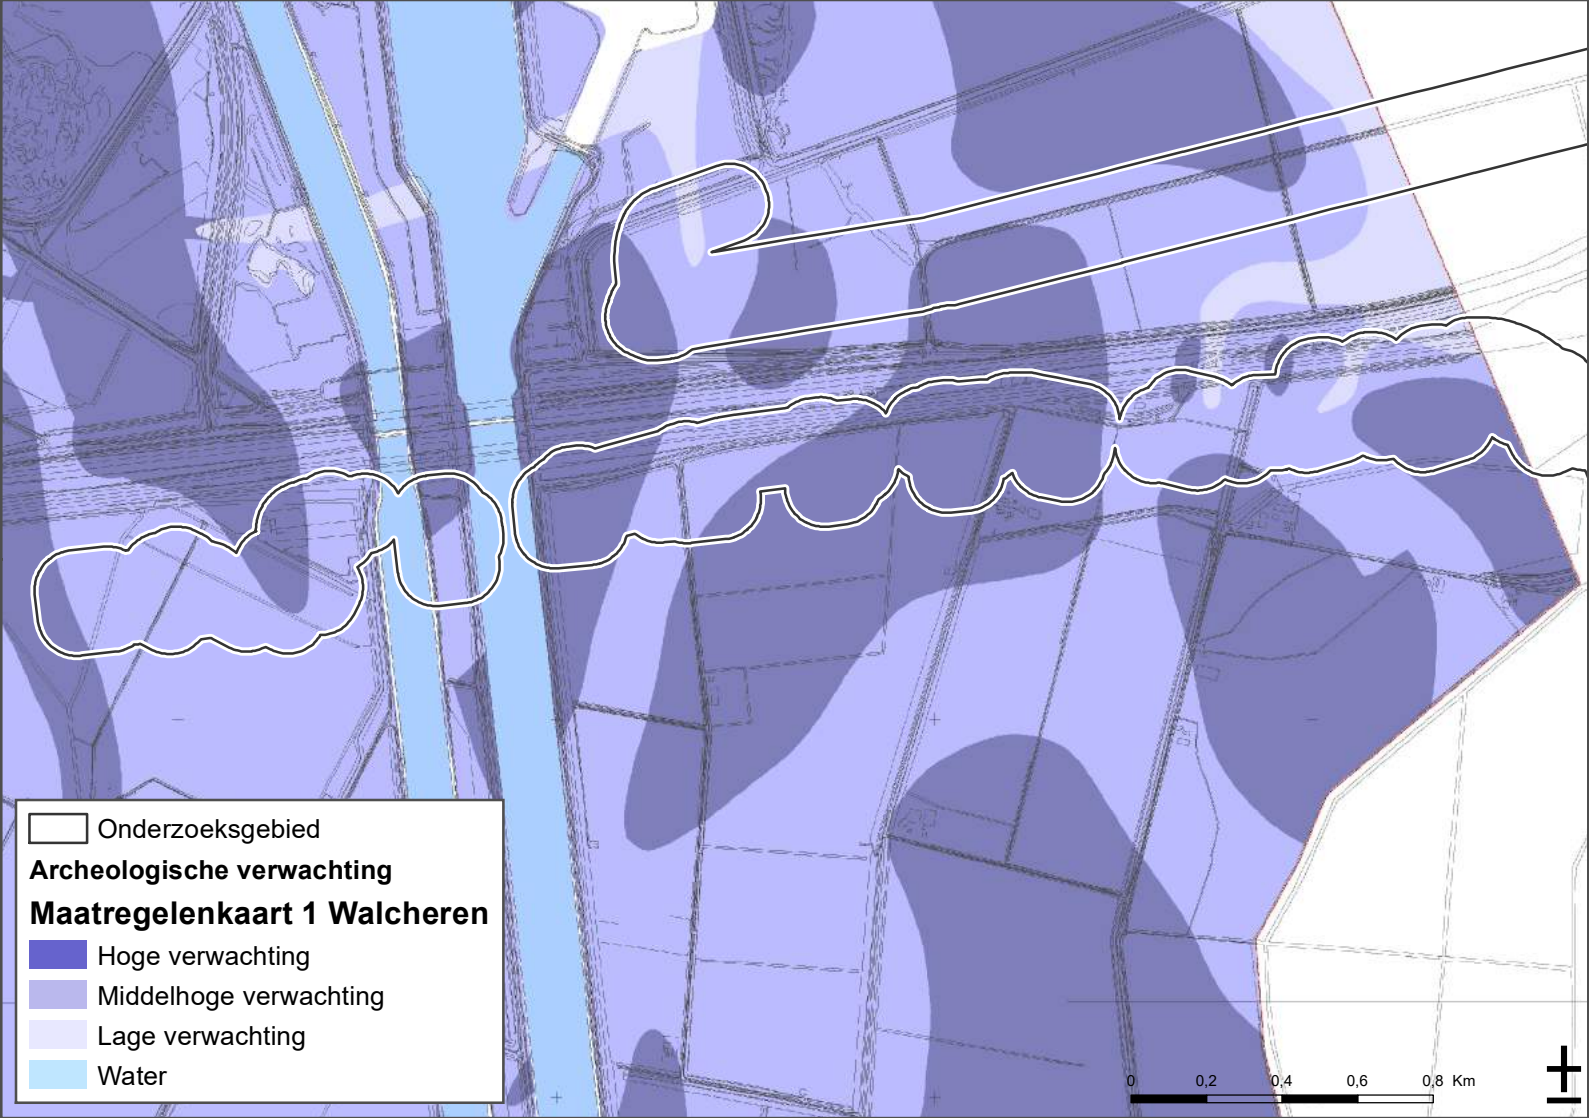 Onderzoeksgebied
Archeologische verwachting
Maatregelenkaart 1 Walcheren
Hoge verwachting
Middelhoge verwachting
Lage verwachting
Water
0 0,2 0,4 0,6 0,8 Km